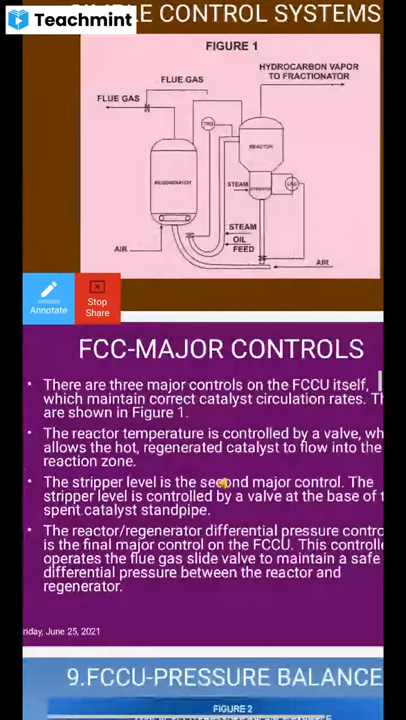 Teachmint
LE CONTROL SYSTEMS
FIGURE 1
HYDROCARBON VAPOR
TO FRACTIONATOR
FLUE GAS
FLUE GAS
TRC
REACTOR
REGENERATOR
STEAM
STRIPPER
LRC
STEAM
OIL
FEED
AIR
AIR
Annotate
Stop
Share
FCC-MAJOR CONTROLS
• There are three major controls on the FCCU itself,
which maintain correct catalyst circulation rates. Th
are shown in Figure 1.
• The reactor temperature is controlled by a valve, wh
allows the hot, regenerated catalyst to flow into the
reaction zone.
• The stripper level is the second major control. The
stripper level is controlled by a valve at the base of t
spent catalyst standpipe.
• The reactor/regenerator differential pressure contro
is the final major control on the FCCU. This controlle
operates the flue gas slide valve to maintain a safe
differential pressure between the reactor and
regenerator.
riday, June 25, 2021
9.FCCU-PRESSURE BALANCE
FIGURE 2